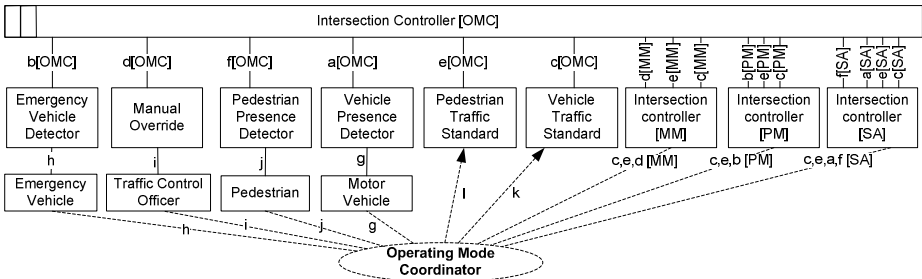 Intersection Controller [OMC]
b[OMC]
d[OMC]
f[OMC]
a[OMC]
e[OMC]
c[OMC]
d[MM]
e[MM]
c[MM]
b[PM]
e[PM]
c[PM]
f[SA]
a[SA]
e[SA]
c[SA]
Emergency
Vehicle
Detector
Manual
Override
Pedestrian
Presence
Detector
Vehicle
Presence
Detector
Pedestrian
Traffic
Standard
Vehicle
Traffic
Standard
Intersection
controller
[MM]
Intersection
controller
[PM]
Intersection
controller
[SA]
h
i
j
g
c,e,d [MM]
c,e,b [PM]
c,e,a,f [SA]
Emergency
Vehicle
Traffic Control
Officer
Pedestrian
Motor
Vehicle
l
k
h
i
j
g
Operating Mode
Coordinator